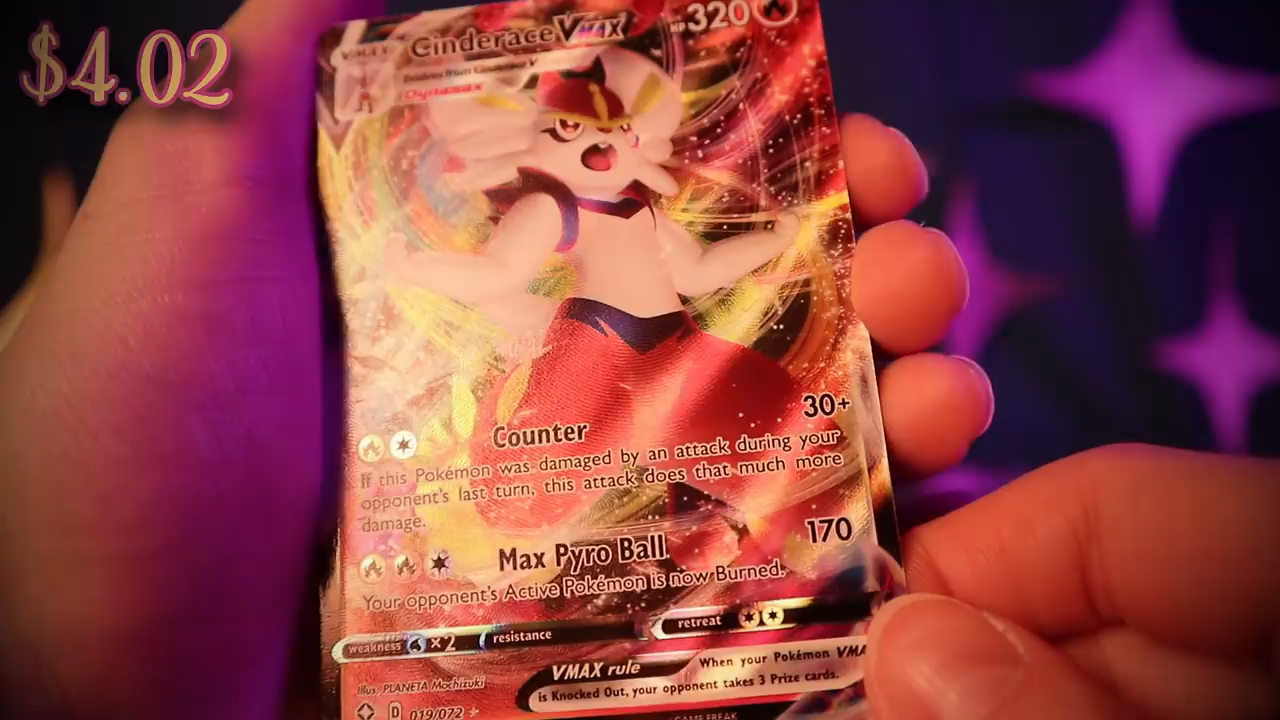 $4.02
Cinderace VMAX HP 320
VMAX
Evolves from Cinderace V
Dynamax
Counter 30+
If this Pokémon was damaged by an attack during your
opponent's last turn, this attack does that much more
damage.
Max Pyro Ball 170
Your opponent's Active Pokémon is now Burned.
weakness ×2 resistance retreat
VMAX rule When your Pokémon VMA
is Knocked Out, your opponent takes 3 Prize cards.
Illus. PLANETA Mochizuki
D 019/072
GAME FREAK